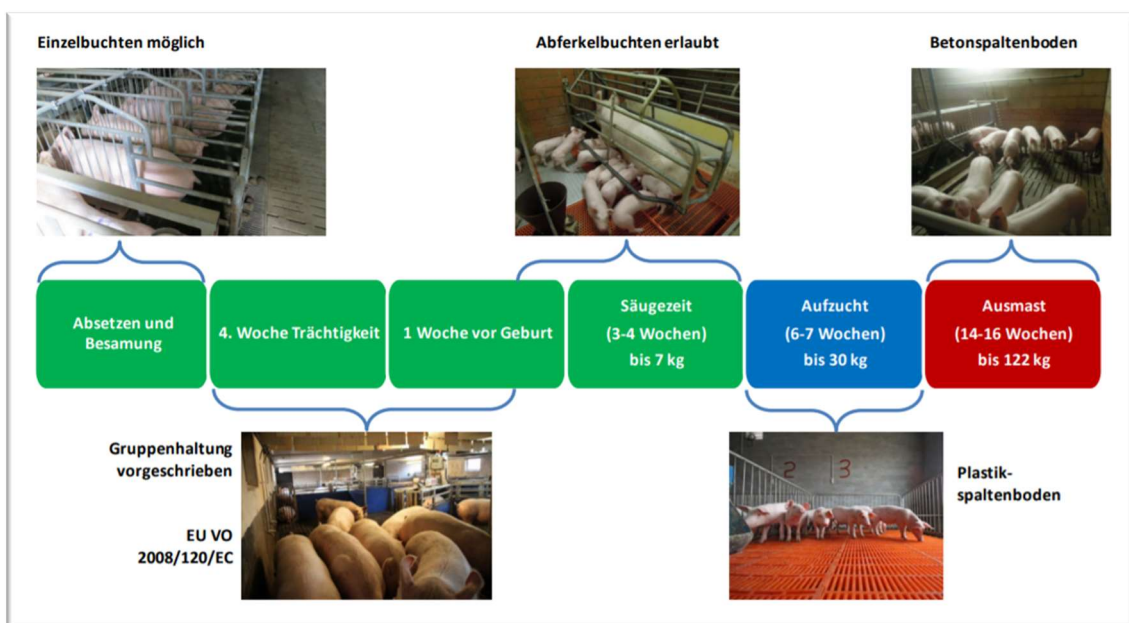 Einzelbuchten möglich
Abferkelbuchten erlaubt
Betonspaltenboden
Absetzen und
Besamung
4. Woche Trächtigkeit
1 Woche vor Geburt
Säugezeit
(3-4 Wochen)
bis 7 kg
Aufzucht
(6-7 Wochen)
bis 30 kg
Ausmast
(14-16 Wochen)
bis 122 kg
Gruppenhaltung
vorgeschrieben
EU VO
2008/120/EC
2 3
Plastik-
spaltenboden